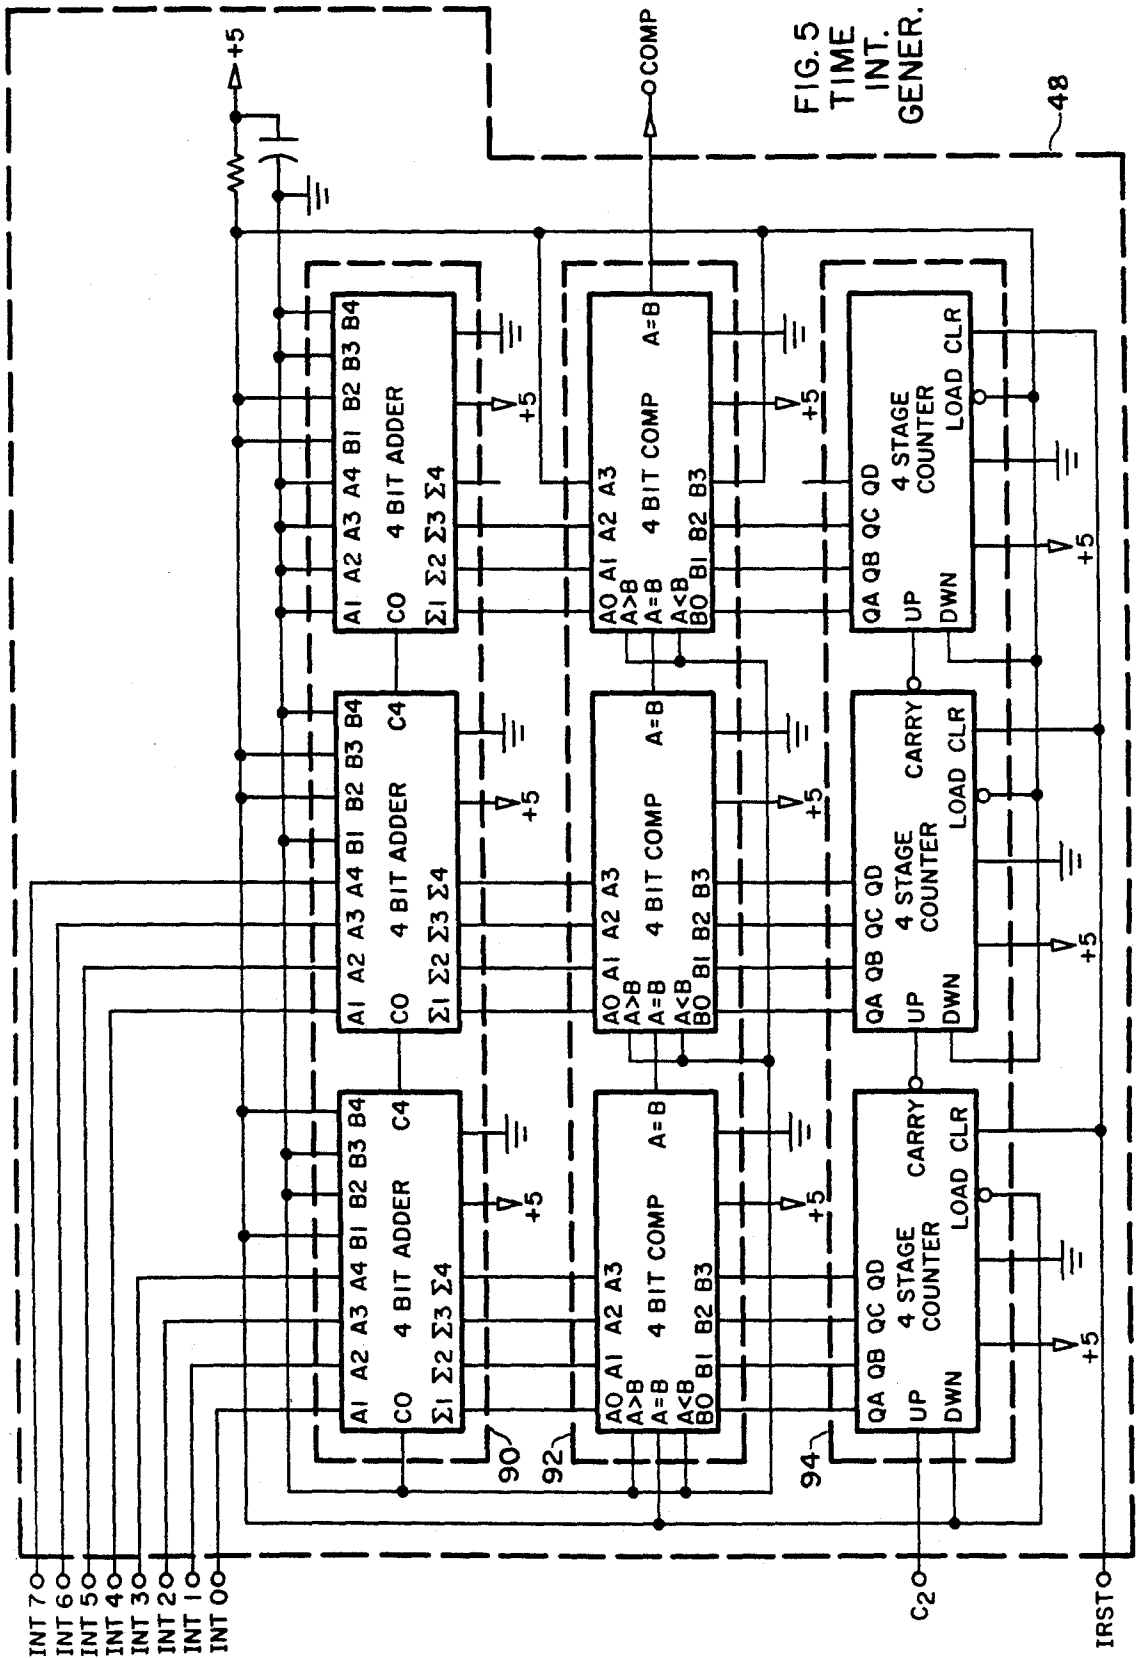 FIG. 5
TIME
INT.
GENER.
48
INT 7
INT 6
INT 5
INT 4
INT 3
INT 2
INT 1
INT 0
+5
A1 A2 A3 A4 B1 B2 B3 B4
CO 4 BIT ADDER C4
Σ1 Σ2 Σ3 Σ4
+5
A1 A2 A3 A4 B1 B2 B3 B4
CO 4 BIT ADDER C4
Σ1 Σ2 Σ3 Σ4
+5
A1 A2 A3 A4 B1 B2 B3 B4
CO 4 BIT ADDER
Σ1 Σ2 Σ3 Σ4
+5
90
92
A0 A1 A2 A3
A>B
A=B 4 BIT COMP A=B
A<B
B0 B1 B2 B3
+5
A0 A1 A2 A3
A>B
A=B 4 BIT COMP A=B
A<B
B0 B1 B2 B3
+5
A0 A1 A2 A3
A>B
A=B 4 BIT COMP A=B
A<B
B0 B1 B2 B3
+5
COMP
94
QA QB QC QD
UP 4 STAGE CARRY
COUNTER
DWN LOAD CLR
+5
QA QB QC QD
UP 4 STAGE CARRY
COUNTER
DWN LOAD CLR
+5
QA QB QC QD
UP 4 STAGE
COUNTER
DWN LOAD CLR
+5
C2
IRST